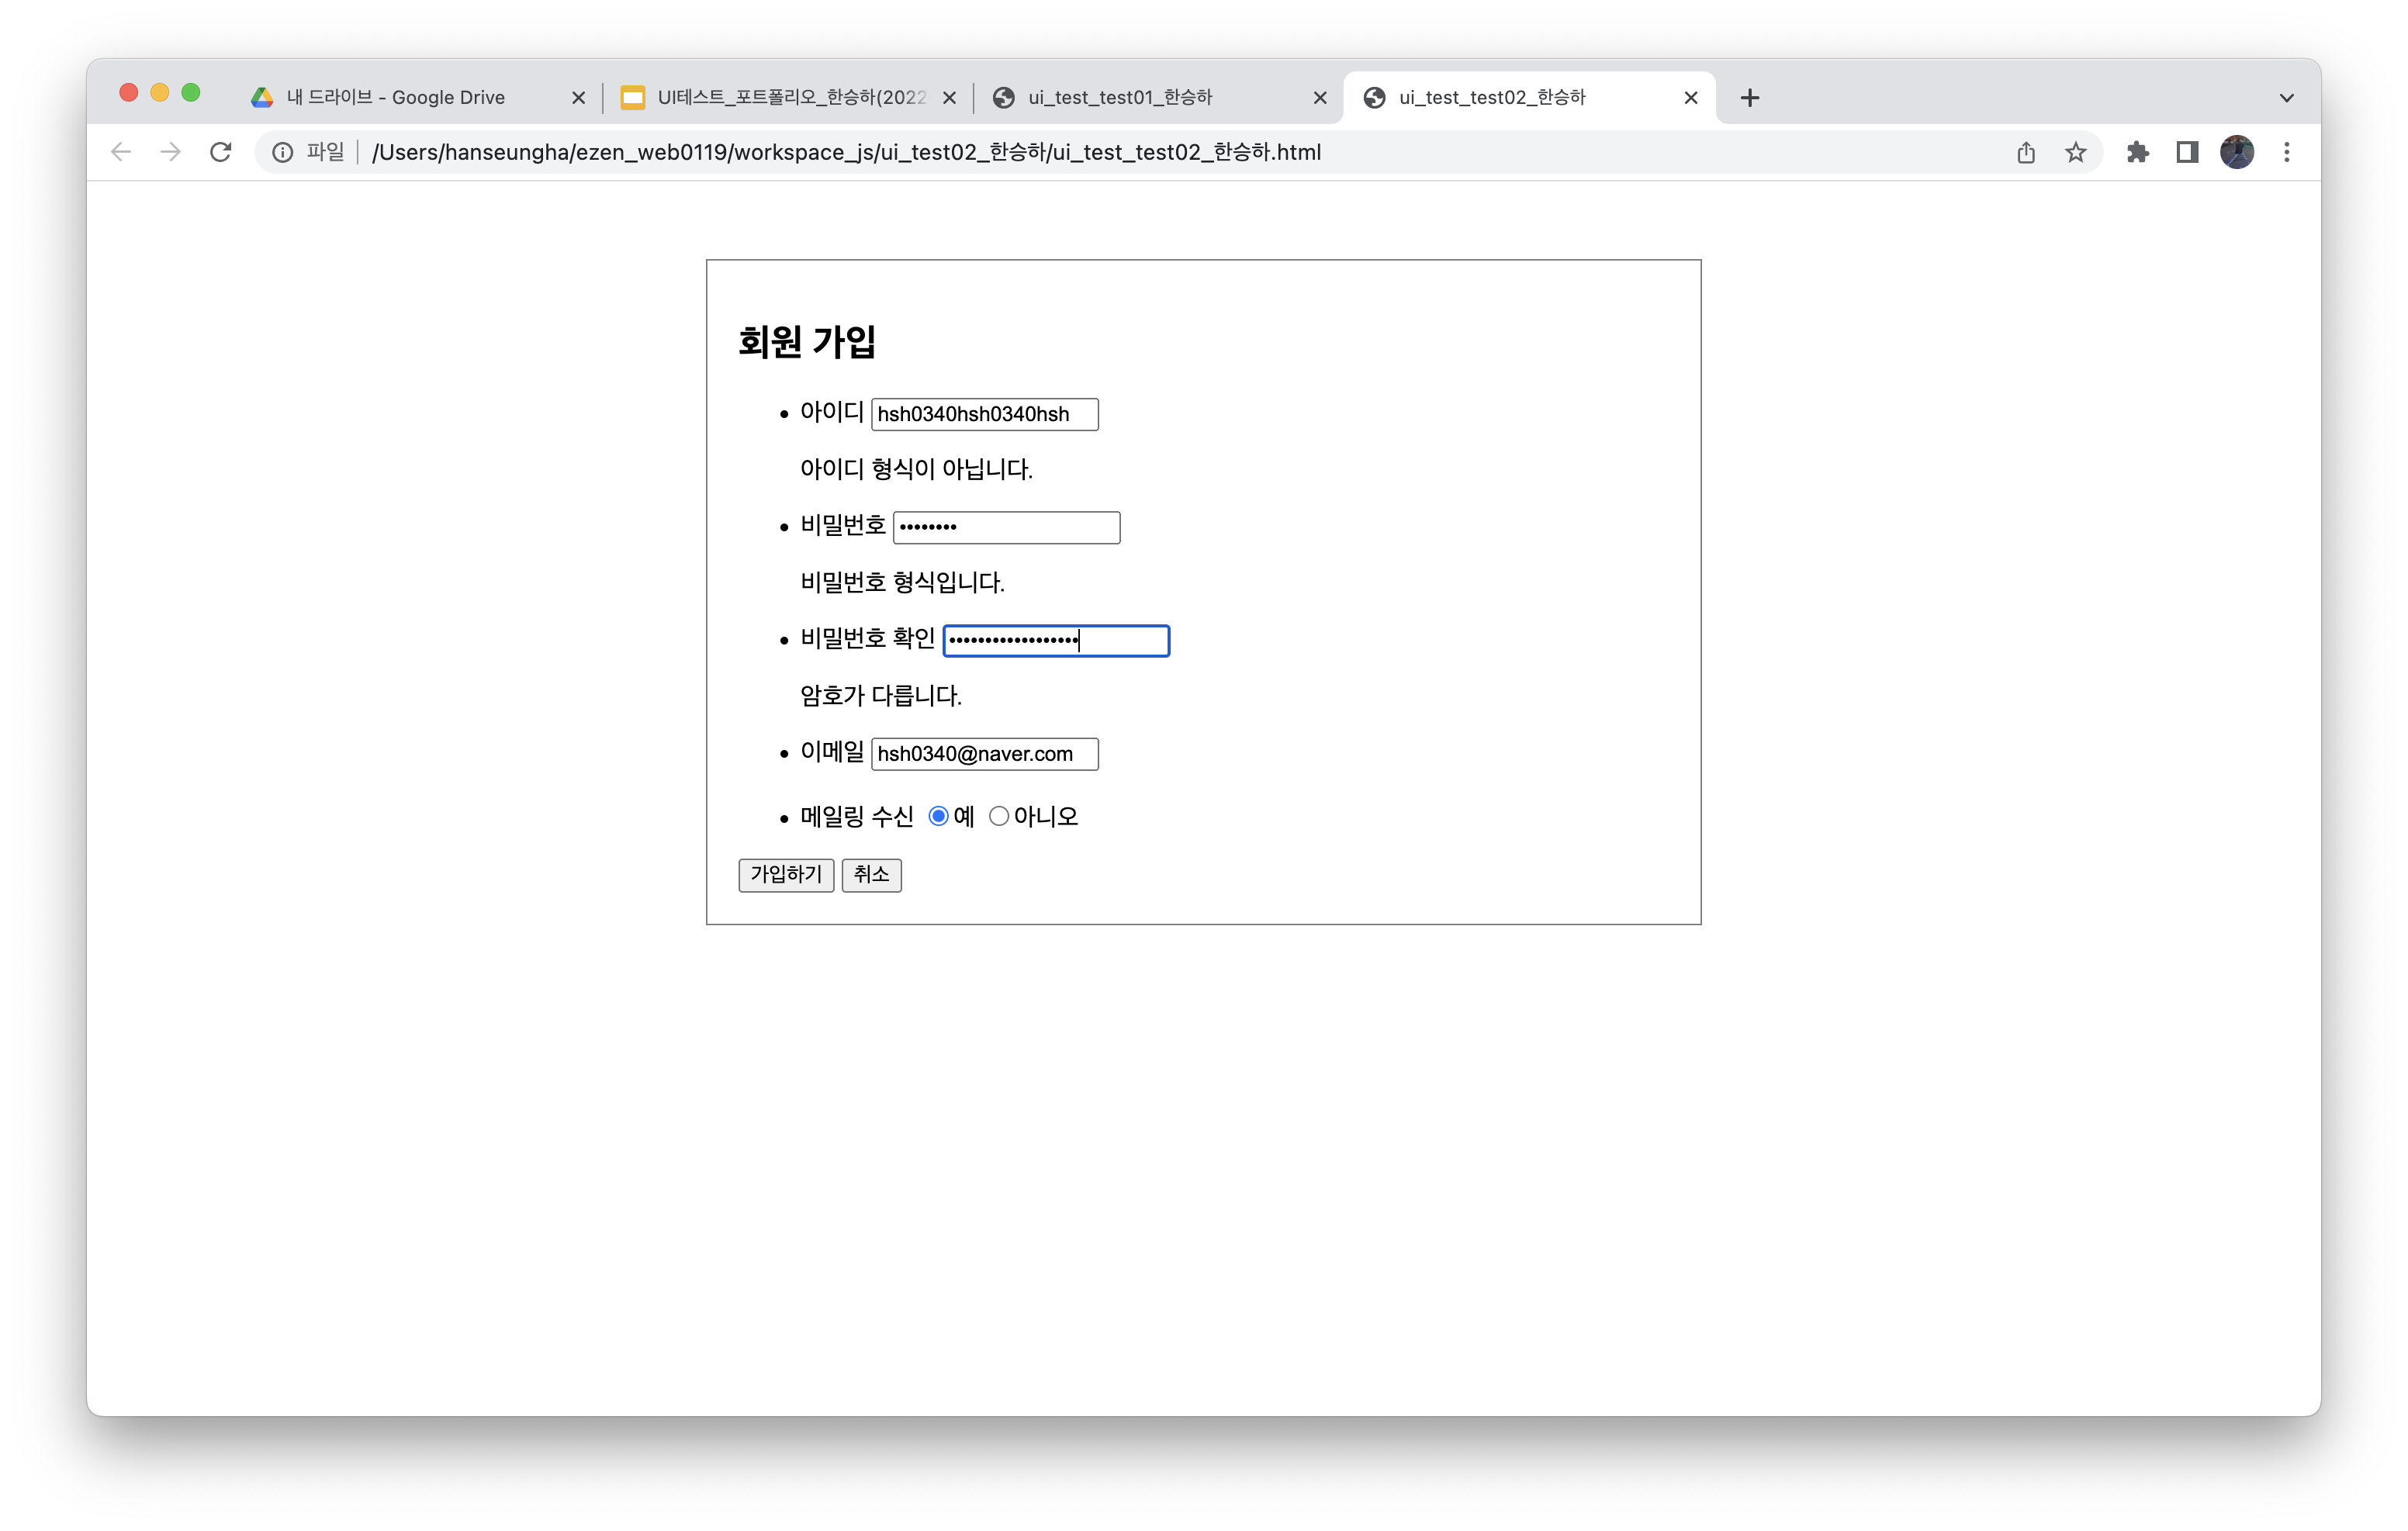 내 드라이브 - Google Drive
UI테스트_포트폴리오_한승하(2022
ui_test_test01_한승하
ui_test_test02_한승하
파일 /Users/hanseungha/ezen_web0119/workspace_js/ui_test02_한승하/ui_test_test02_한승하.html
회원 가입
아이디 hsh0340hsh0340hsh
아이디 형식이 아닙니다.
비밀번호 ••••••••
비밀번호 형식입니다.
비밀번호 확인 ••••••••••••••••••
암호가 다릅니다.
이메일 hsh0340@naver.com
메일링 수신 예 아니오
가입하기 취소